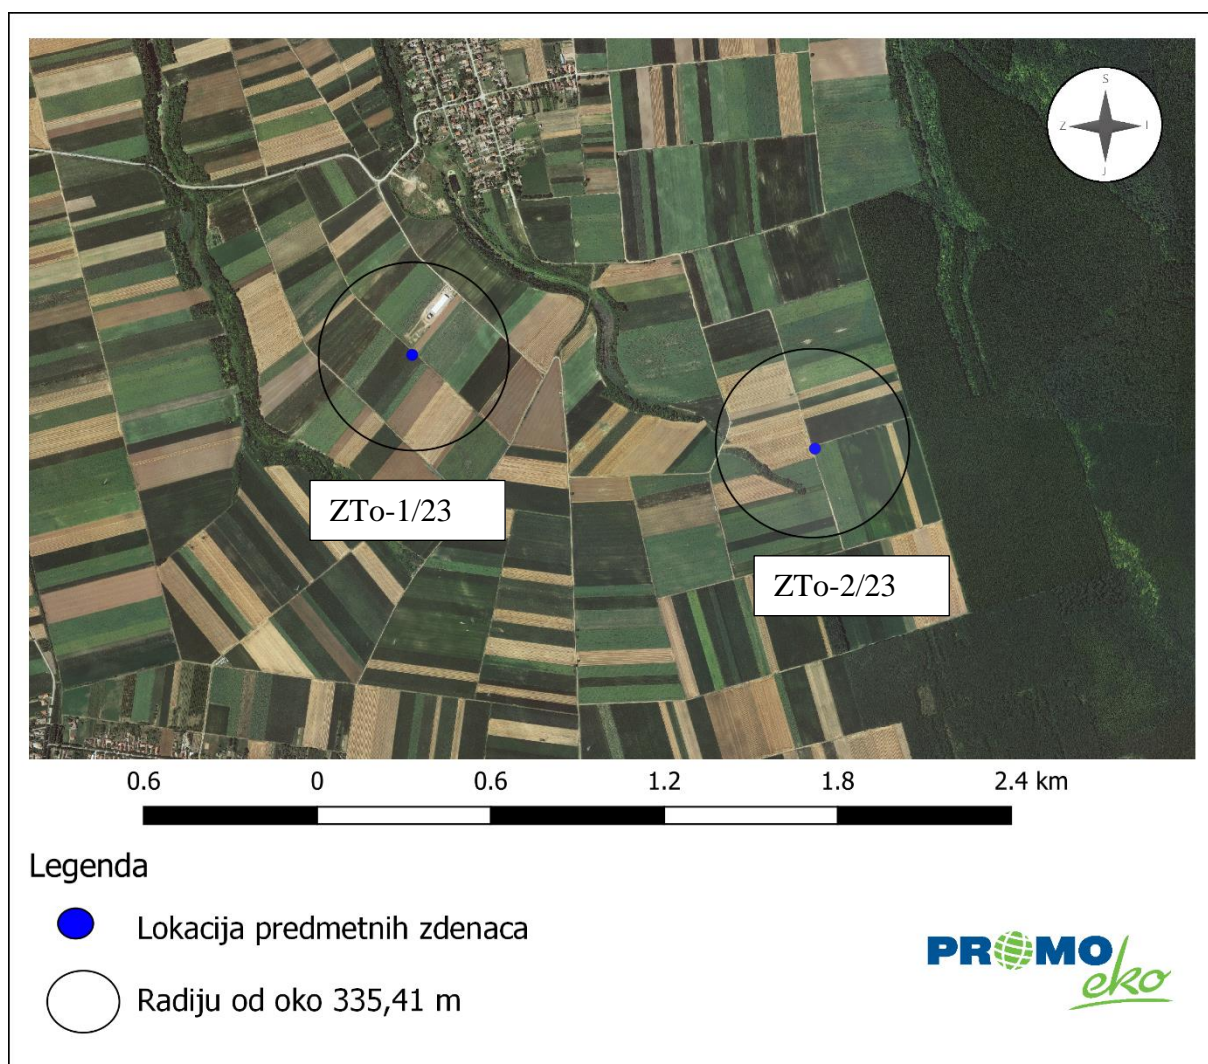 S
Z I
J
ZTo-1/23
ZTo-2/23
0.6 0 0.6 1.2 1.8 2.4 km
Legenda
Lokacija predmetnih zdenaca
Radiju od oko 335,41 m
PROMO
eko